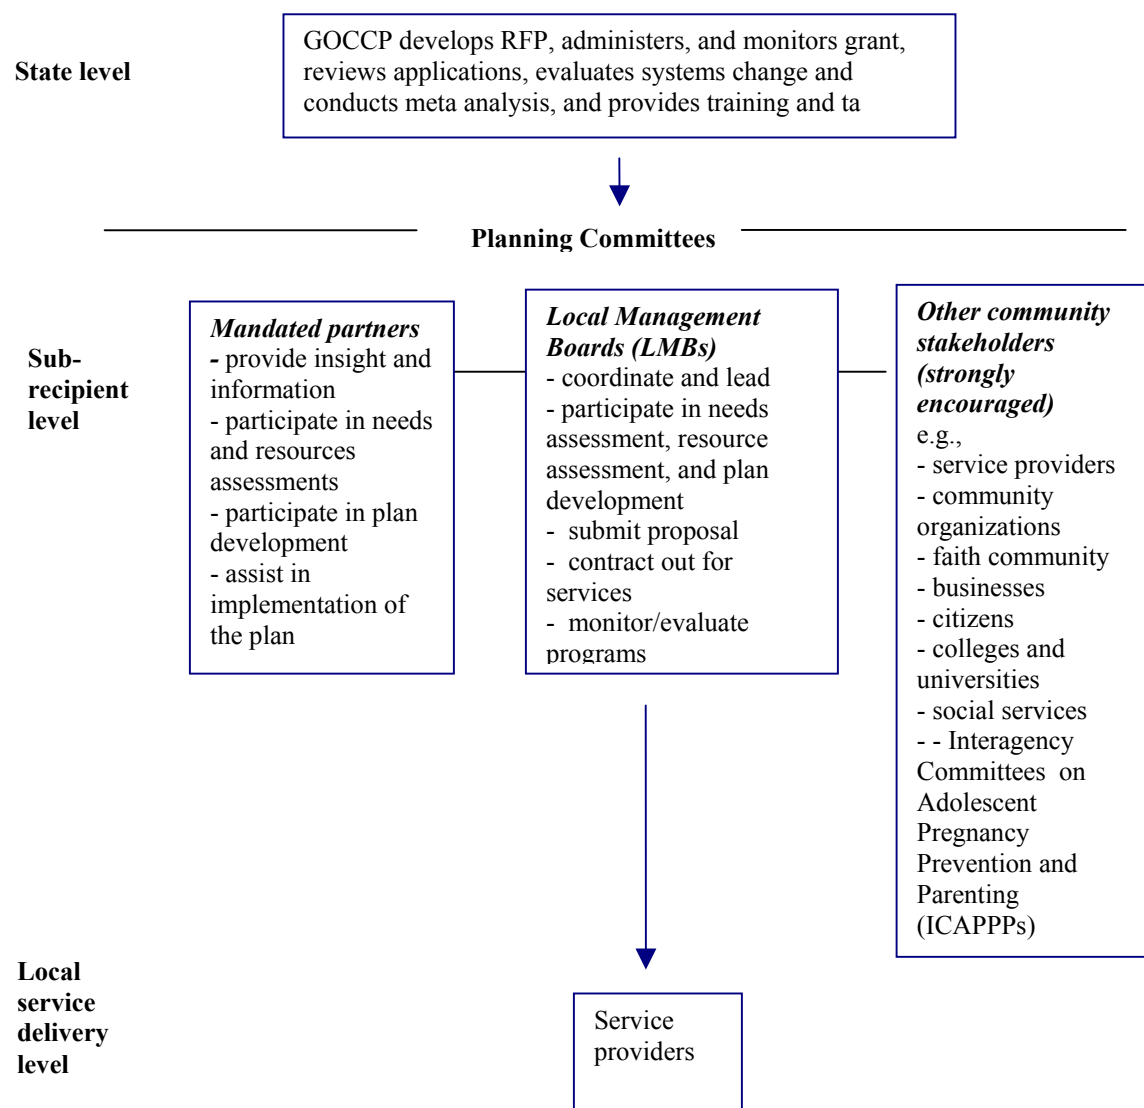 State level
GOCCP develops RFP, administers, and monitors grant,
reviews applications, evaluates systems change and
conducts meta analysis, and provides training and ta
Planning Committees
Sub-
recipient
level
Mandated partners
- provide insight and
information
- participate in needs
and resources
assessments
- participate in plan
development
- assist in
implementation of
the plan
Local Management
Boards (LMBs)
- coordinate and lead
- participate in needs
assessment, resource
assessment, and plan
development
-  submit proposal
-  contract out for
services
-  monitor/evaluate
programs
Other community
stakeholders
(strongly
encouraged)
e.g.,
- service providers
- community
organizations
- faith community
- businesses
- citizens
- colleges and
universities
- social services
- - Interagency
Committees  on
Adolescent
Pregnancy
Prevention and
Parenting
(ICAPPPs)
Local
service
delivery
level
Service
providers